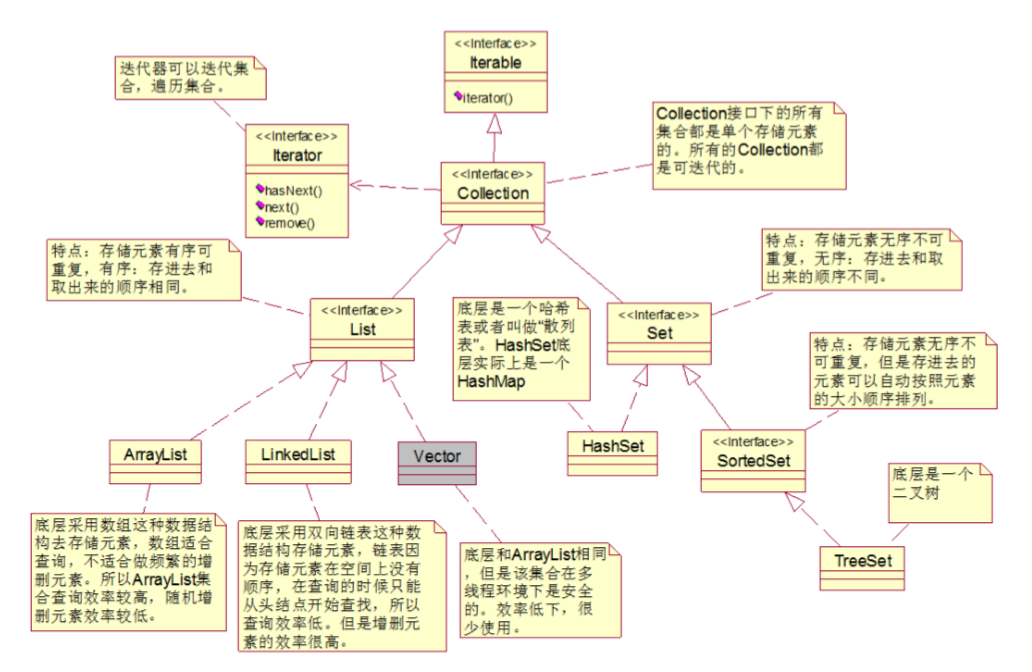 <<Interface>>
Iterable
iterator()
迭代器可以迭代集
合，遍历集合。
<<Interface>>
Iterator
hasNext()
next()
remove()
Collection接口下的所有
集合都是单个存储元素
的。所有的Collection都
是可迭代的。
<<Interface>>
Collection
特点：存储元素有序可
重复，有序：存进去和
取出来的顺序相同。
特点：存储元素无序不可
重复，无序：存进去和取
出来的顺序不同。
<<Interface>>
List
底层是一个哈希
表或者叫做“散列
表”。HashSet底
层实际上是一个
HashMap
<<Interface>>
Set
特点：存储元素无序不
可重复，但是存进去的
元素可以自动按照元素
的大小顺序排列。
ArrayList
LinkedList
Vector
HashSet
<<Interface>>
SortedSet
底层是一个
二叉树
TreeSet
底层采用数组这种数据结
构去存储元素，数组适合
查询，不适合做频繁的增
删元素。所以ArrayList集
合查询效率较高，随机增
删元素效率较低。
底层采用双向链表这种数
据结构存储元素，链表因
为存储元素在空间上没有
顺序，在查询的时候只能
从头结点开始查找，所以
查询效率低。但是增删元
素的效率很高。
底层和ArrayList相同
，但是该集合在多
线程环境下是安全
的。效率低下，很
少使用。